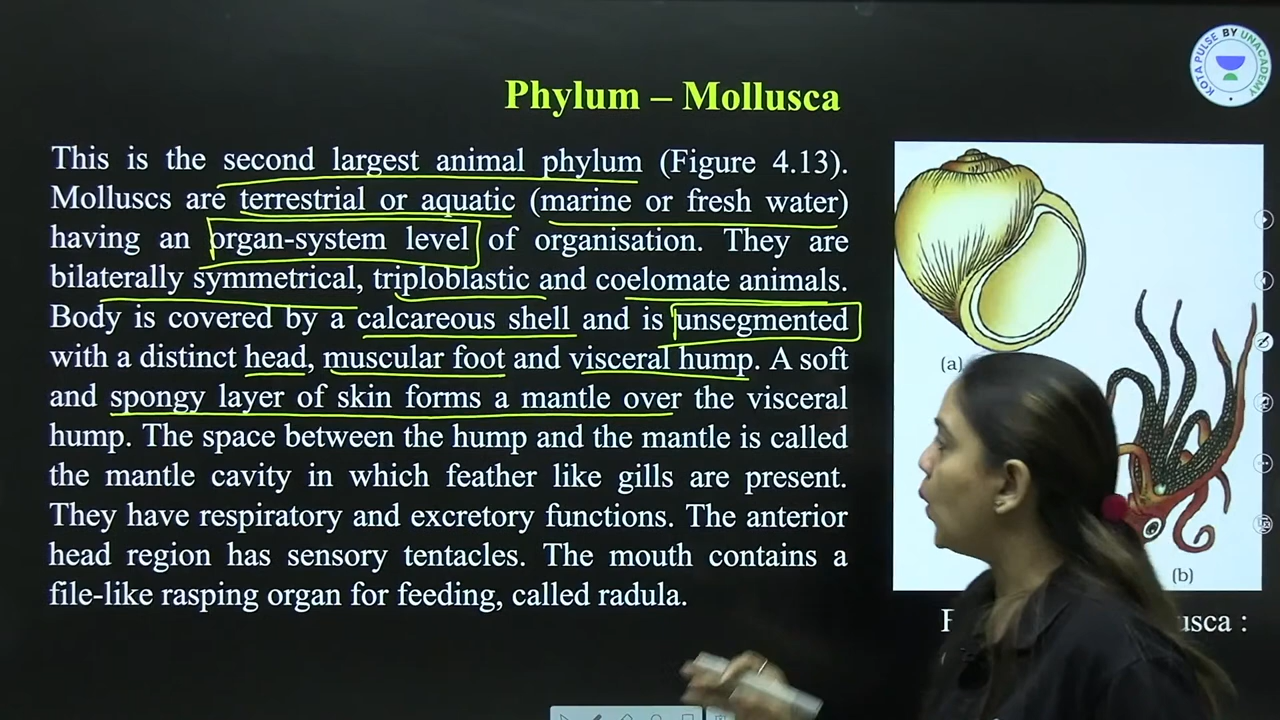 KOTA PULSE BY UNACADEMY
Phylum – Mollusca
This is the second largest animal phylum (Figure 4.13).
Molluscs are terrestrial or aquatic (marine or fresh water)
having an organ-system level of organisation. They are
bilaterally symmetrical, triploblastic and coelomate animals.
Body is covered by a calcareous shell and is unsegmented
with a distinct head, muscular foot and visceral hump. A soft
and spongy layer of skin forms a mantle over the visceral
hump. The space between the hump and the mantle is called
the mantle cavity in which feather like gills are present.
They have respiratory and excretory functions. The anterior
head region has sensory tentacles. The mouth contains a
file-like rasping organ for feeding, called radula.
(a)
(b)